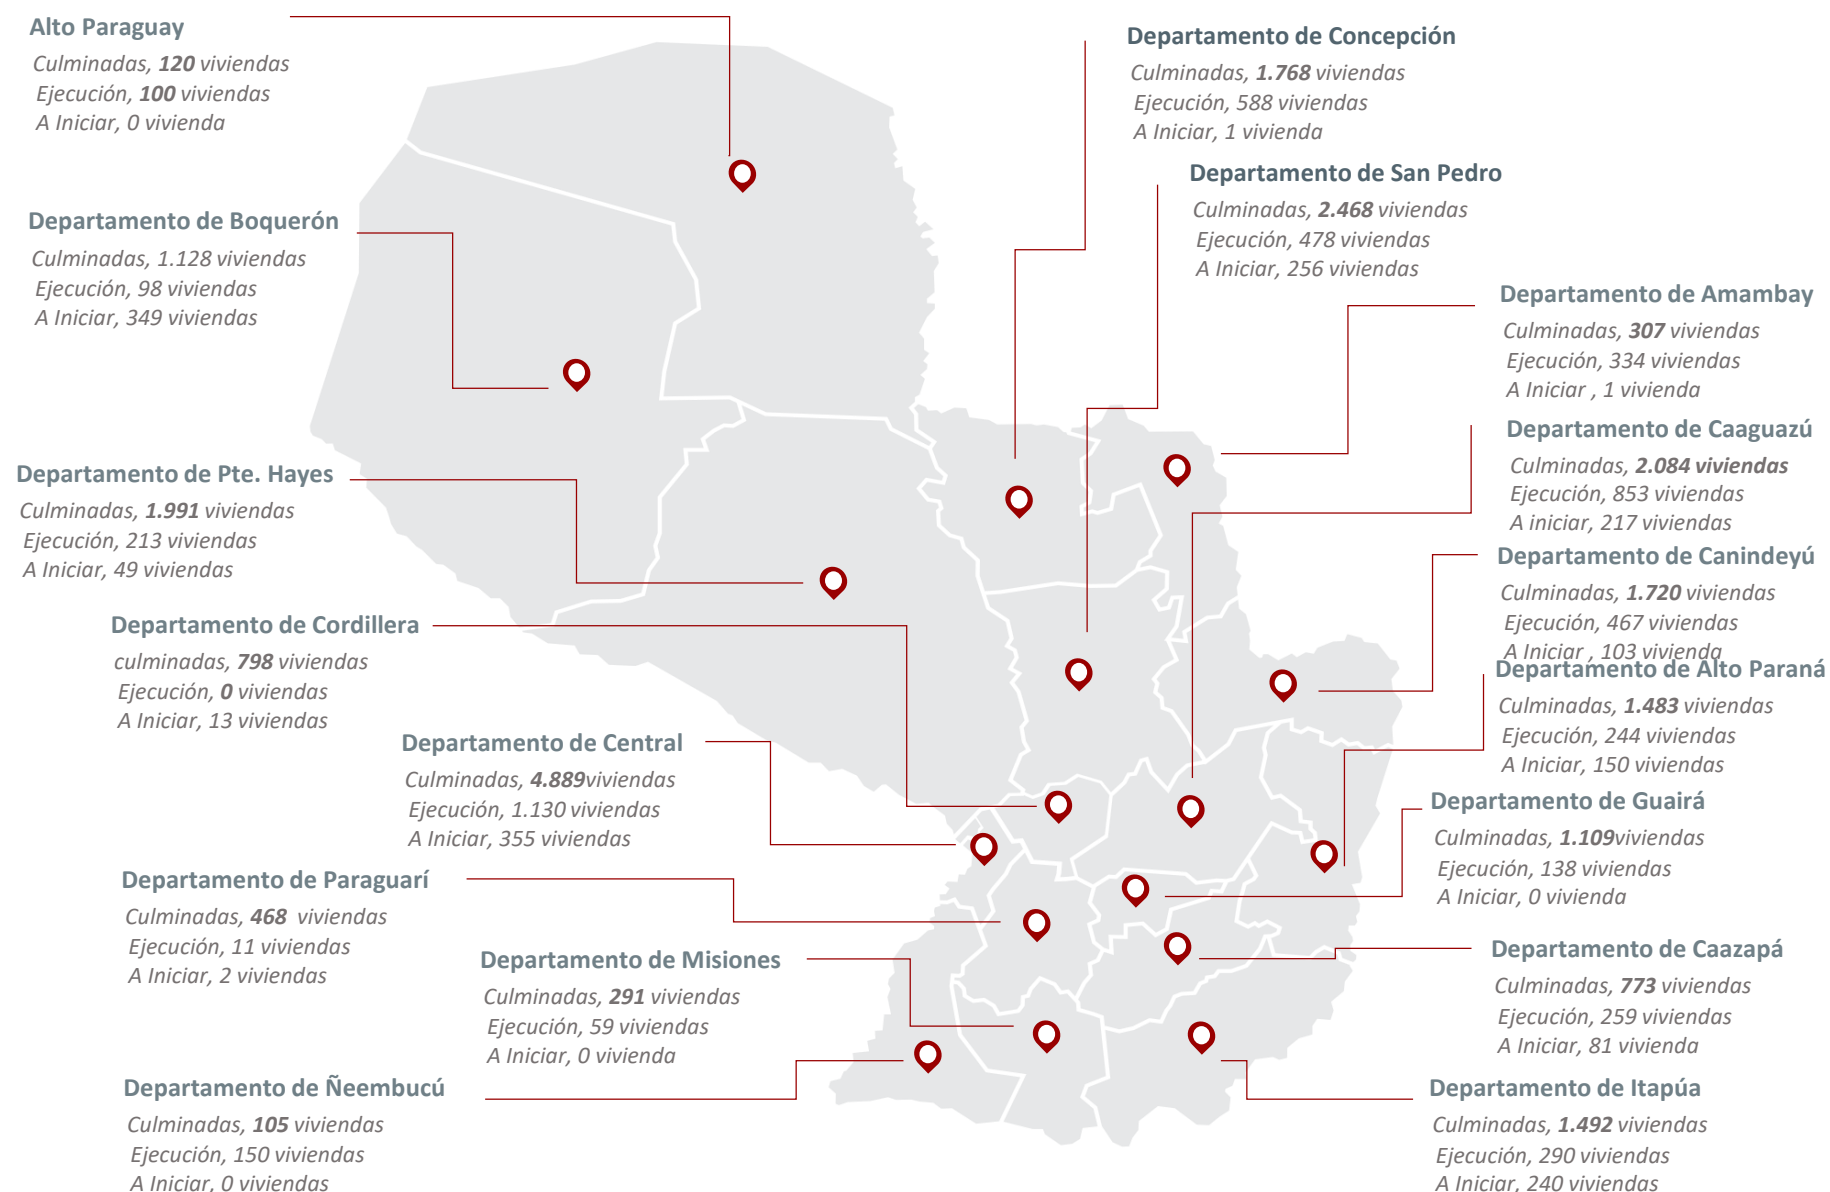 Alto Paraguay
Culminadas, 120 viviendas
Ejecución, 100 viviendas
A Iniciar, 0 vivienda
Departamento de Boquerón
Culminadas, 1.128 viviendas
Ejecución, 98 viviendas
A Iniciar, 349 viviendas
Departamento de Pte. Hayes
Culminadas, 1.991 viviendas
Ejecución, 213 viviendas
A Iniciar, 49 viviendas
Departamento de Cordillera
culminadas, 798 viviendas
Ejecución, 0 viviendas
A Iniciar, 13 viviendas
Departamento de Central
Culminadas, 4.889viviendas
Ejecución, 1.130 viviendas
A Iniciar, 355 viviendas
Departamento de Paraguarí
Culminadas, 468 viviendas
Ejecución, 11 viviendas
A Iniciar, 2 viviendas
Departamento de Misiones
Culminadas, 291 viviendas
Ejecución, 59 viviendas
A Iniciar, 0 vivienda
Departamento de Ñeembucú
Culminadas, 105 viviendas
Ejecución, 150 viviendas
A Iniciar, 0 viviendas
Departamento de Concepción
Culminadas, 1.768 viviendas
Ejecución, 588 viviendas
A Iniciar, 1 vivienda
Departamento de San Pedro
Culminadas, 2.468 viviendas
Ejecución, 478 viviendas
A Iniciar, 256 viviendas
Departamento de Amambay
Culminadas, 307 viviendas
Ejecución, 334 viviendas
A Iniciar , 1 vivienda
Departamento de Caaguazú
Culminadas, 2.084 viviendas
Ejecución, 853 viviendas
A iniciar, 217 viviendas
Departamento de Canindeyú
Culminadas, 1.720 viviendas
Ejecución, 467 viviendas
A Iniciar , 103 vivienda
Departamento de Alto Paraná
Culminadas, 1.483 viviendas
Ejecución, 244 viviendas
A Iniciar, 150 viviendas
Departamento de Guairá
Culminadas, 1.109viviendas
Ejecución, 138 viviendas
A Iniciar, 0 vivienda
Departamento de Caazapá
Culminadas, 773 viviendas
Ejecución, 259 viviendas
A Iniciar, 81 vivienda
Departamento de Itapúa
Culminadas, 1.492 viviendas
Ejecución, 290 viviendas
A Iniciar, 240 viviendas